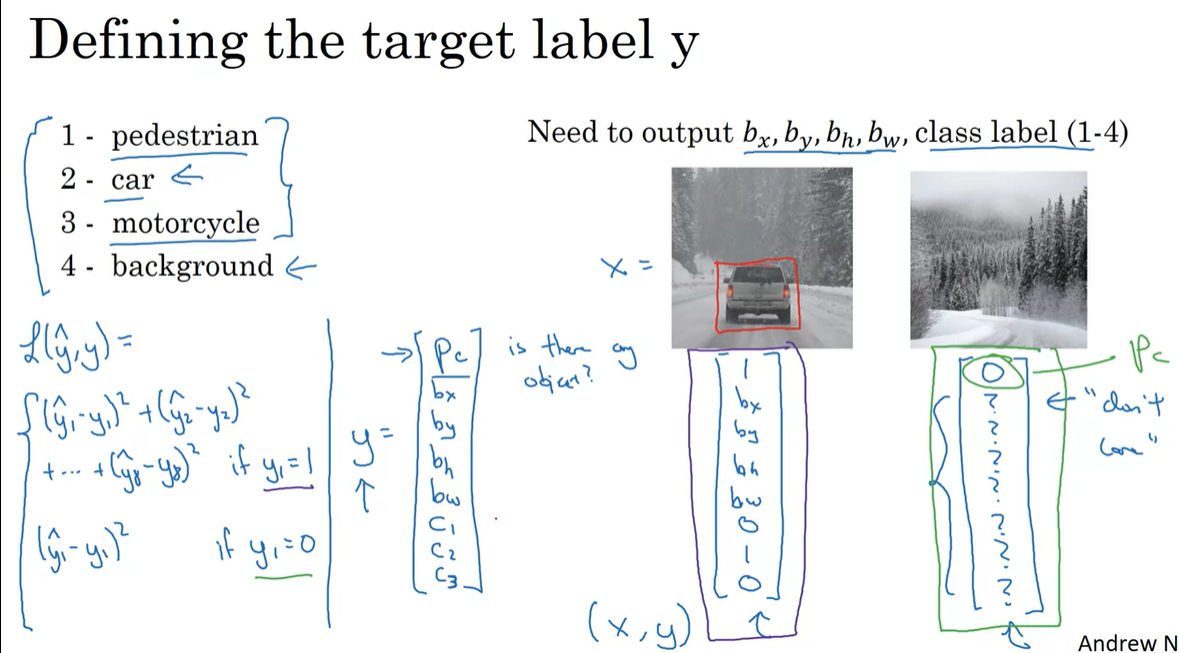 Defining the target label y
1 - pedestrian
2 - car ←
3 - motorcycle
4 - background ←
Need to output bₓ, b_y, b_h, b_w, class label (1-4)
x =
ℒ(ŷ,y) =
(ŷ₁-y₁)² + (ŷ₂-y₂)²
+ ... + (ŷ₈-y₈)² if y₁=1
(ŷ₁-y₁)² if y₁=0
y =
↑
→
Pc
bx
by
bh
bw
C₁
C₂
C₃
is there any
object?
1
bx
by
bh
bw
0
1
0
↑
(x,y)
0
?
?
?
?
?
?
?
↑
Pc
← "don't
care"
Andrew N